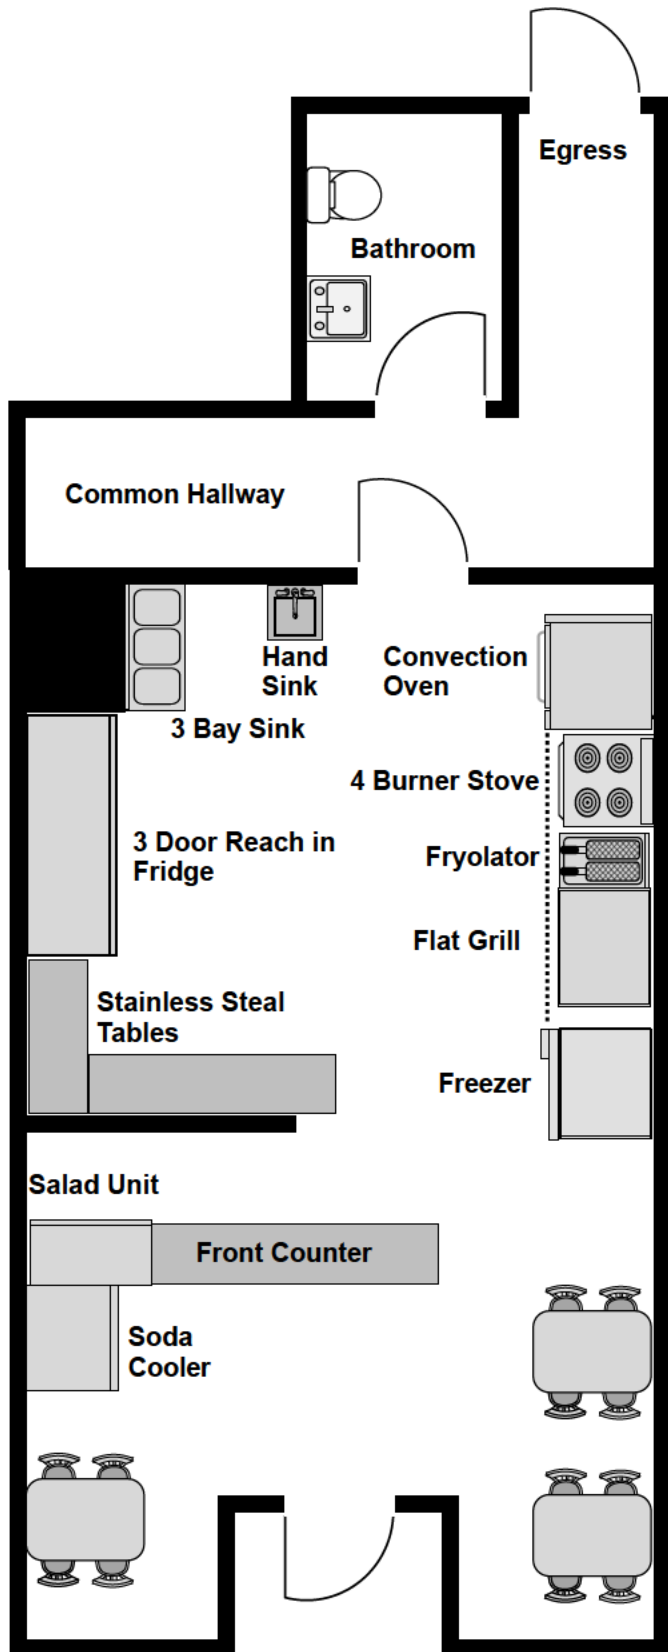 Egress
Bathroom
Common Hallway
Hand
Sink
Convection
Oven
3 Bay Sink
4 Burner Stove
3 Door Reach in
Fridge
Fryolator
Flat Grill
Stainless Steal
Tables
Freezer
Salad Unit
Front Counter
Soda
Cooler